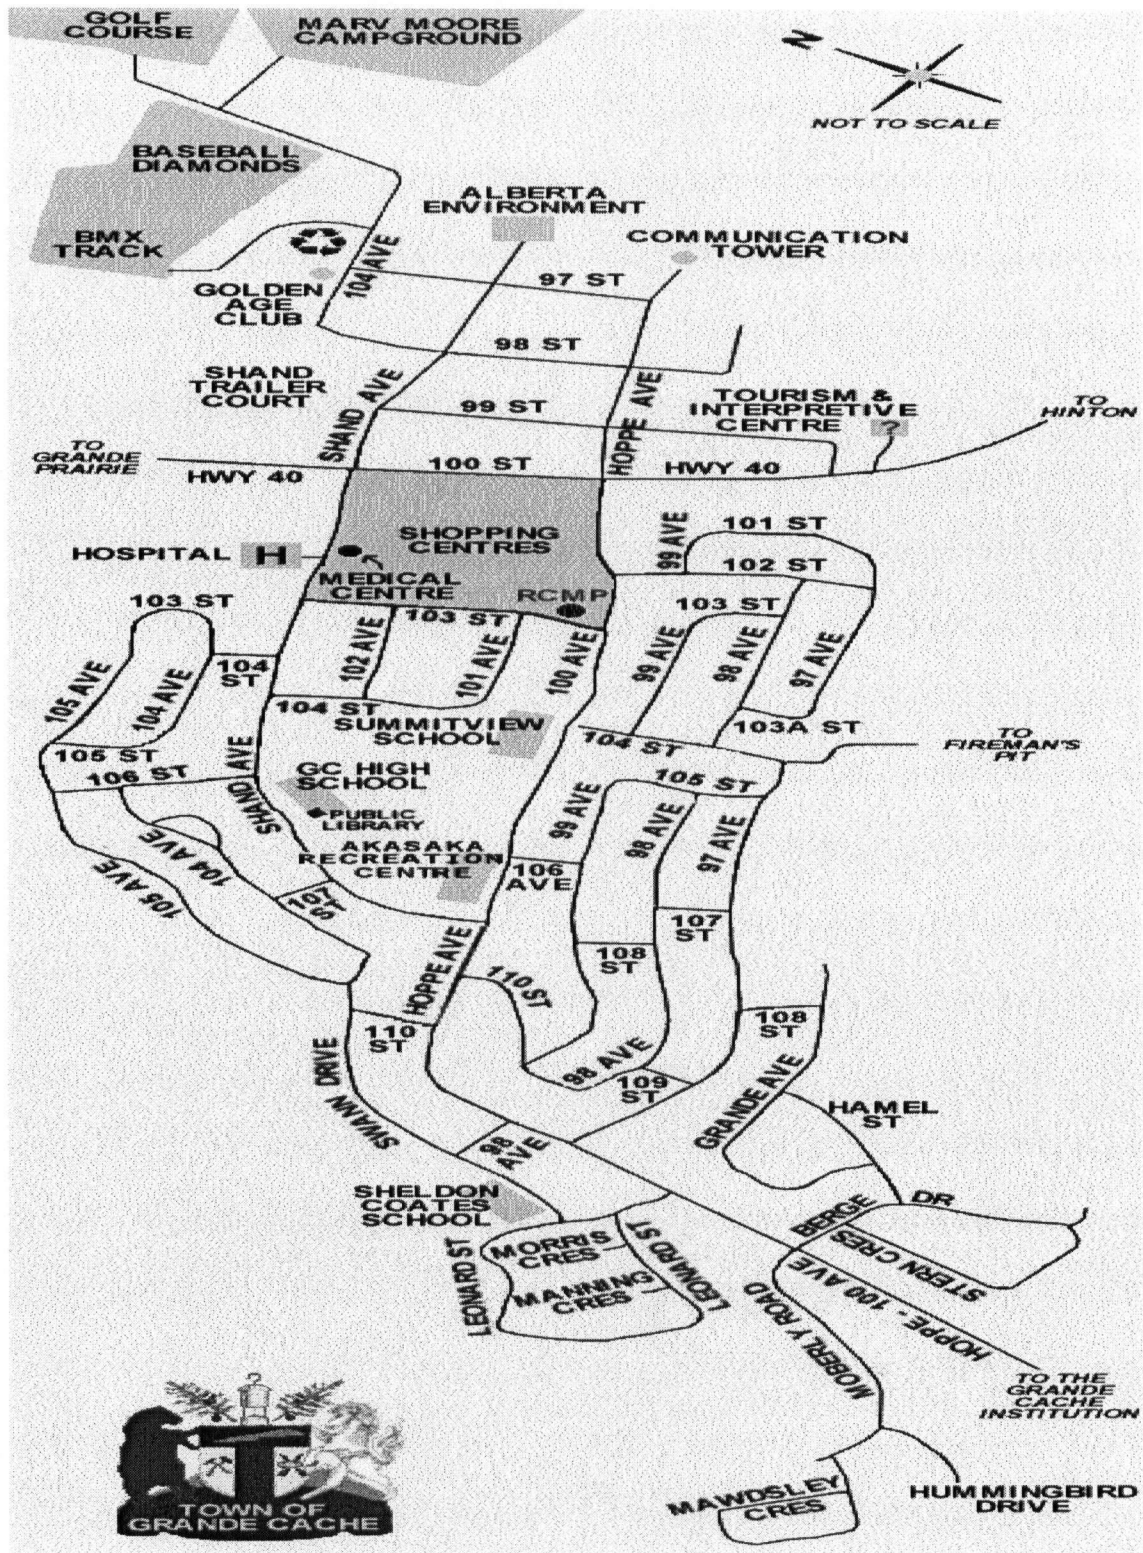 GOLF
COURSE
MARV MOORE
CAMPGROUND
N
NOT TO SCALE
BASEBALL
DIAMONDS
ALBERTA
ENVIRONMENT
BMX
TRACK
COMMUNICATION
TOWER
104 AVE
97 ST
GOLDEN
AGE
CLUB
98 ST
SHAND
TRAILER
COURT
SHAND AVE
99 ST
HOPPE AVE
TOURISM &
INTERPRETIVE
CENTRE
?
TO
HINTON
TO
GRANDE
PRAIRIE
HWY 40
100 ST
HWY 40
99 AVE
101 ST
SHOPPING
CENTRES
HOSPITAL
H
102 ST
MEDICAL
CENTRE
RCMP
103 ST
103 ST
103 ST
102 AVE
101 AVE
100 AVE
99 AVE
98 AVE
97 AVE
105 AVE
104 AVE
104
ST
104 ST
SUMMITVIEW
SCHOOL
104 ST
103A ST
TO
FIREMAN'S
PIT
105 ST
106 ST
SHAND AVE
GC HIGH
SCHOOL
105 ST
PUBLIC
LIBRARY
99 AVE
98 AVE
97 AVE
104 AVE
105 AVE
AKASAKA
RECREATION
CENTRE
106
AVE
107
ST
107
ST
HOPPE AVE
110 ST
108
ST
108
ST
110
ST
SWANN DRIVE
98 AVE
109
ST
GRANDE AVE
HAMEL
ST
98
AVE
SHELDON
COATES
SCHOOL
BERGE DR
LEONARD ST
MORRIS
CRES
LEONARD ST
STERN CRES
MANNING
CRES
MOBERLY ROAD
HOPPE - 100 AVE
TO THE
GRANDE
CACHE
INSTITUTION
MAWDSLEY
CRES
HUMMINGBIRD
DRIVE
TOWN OF
GRANDE CACHE